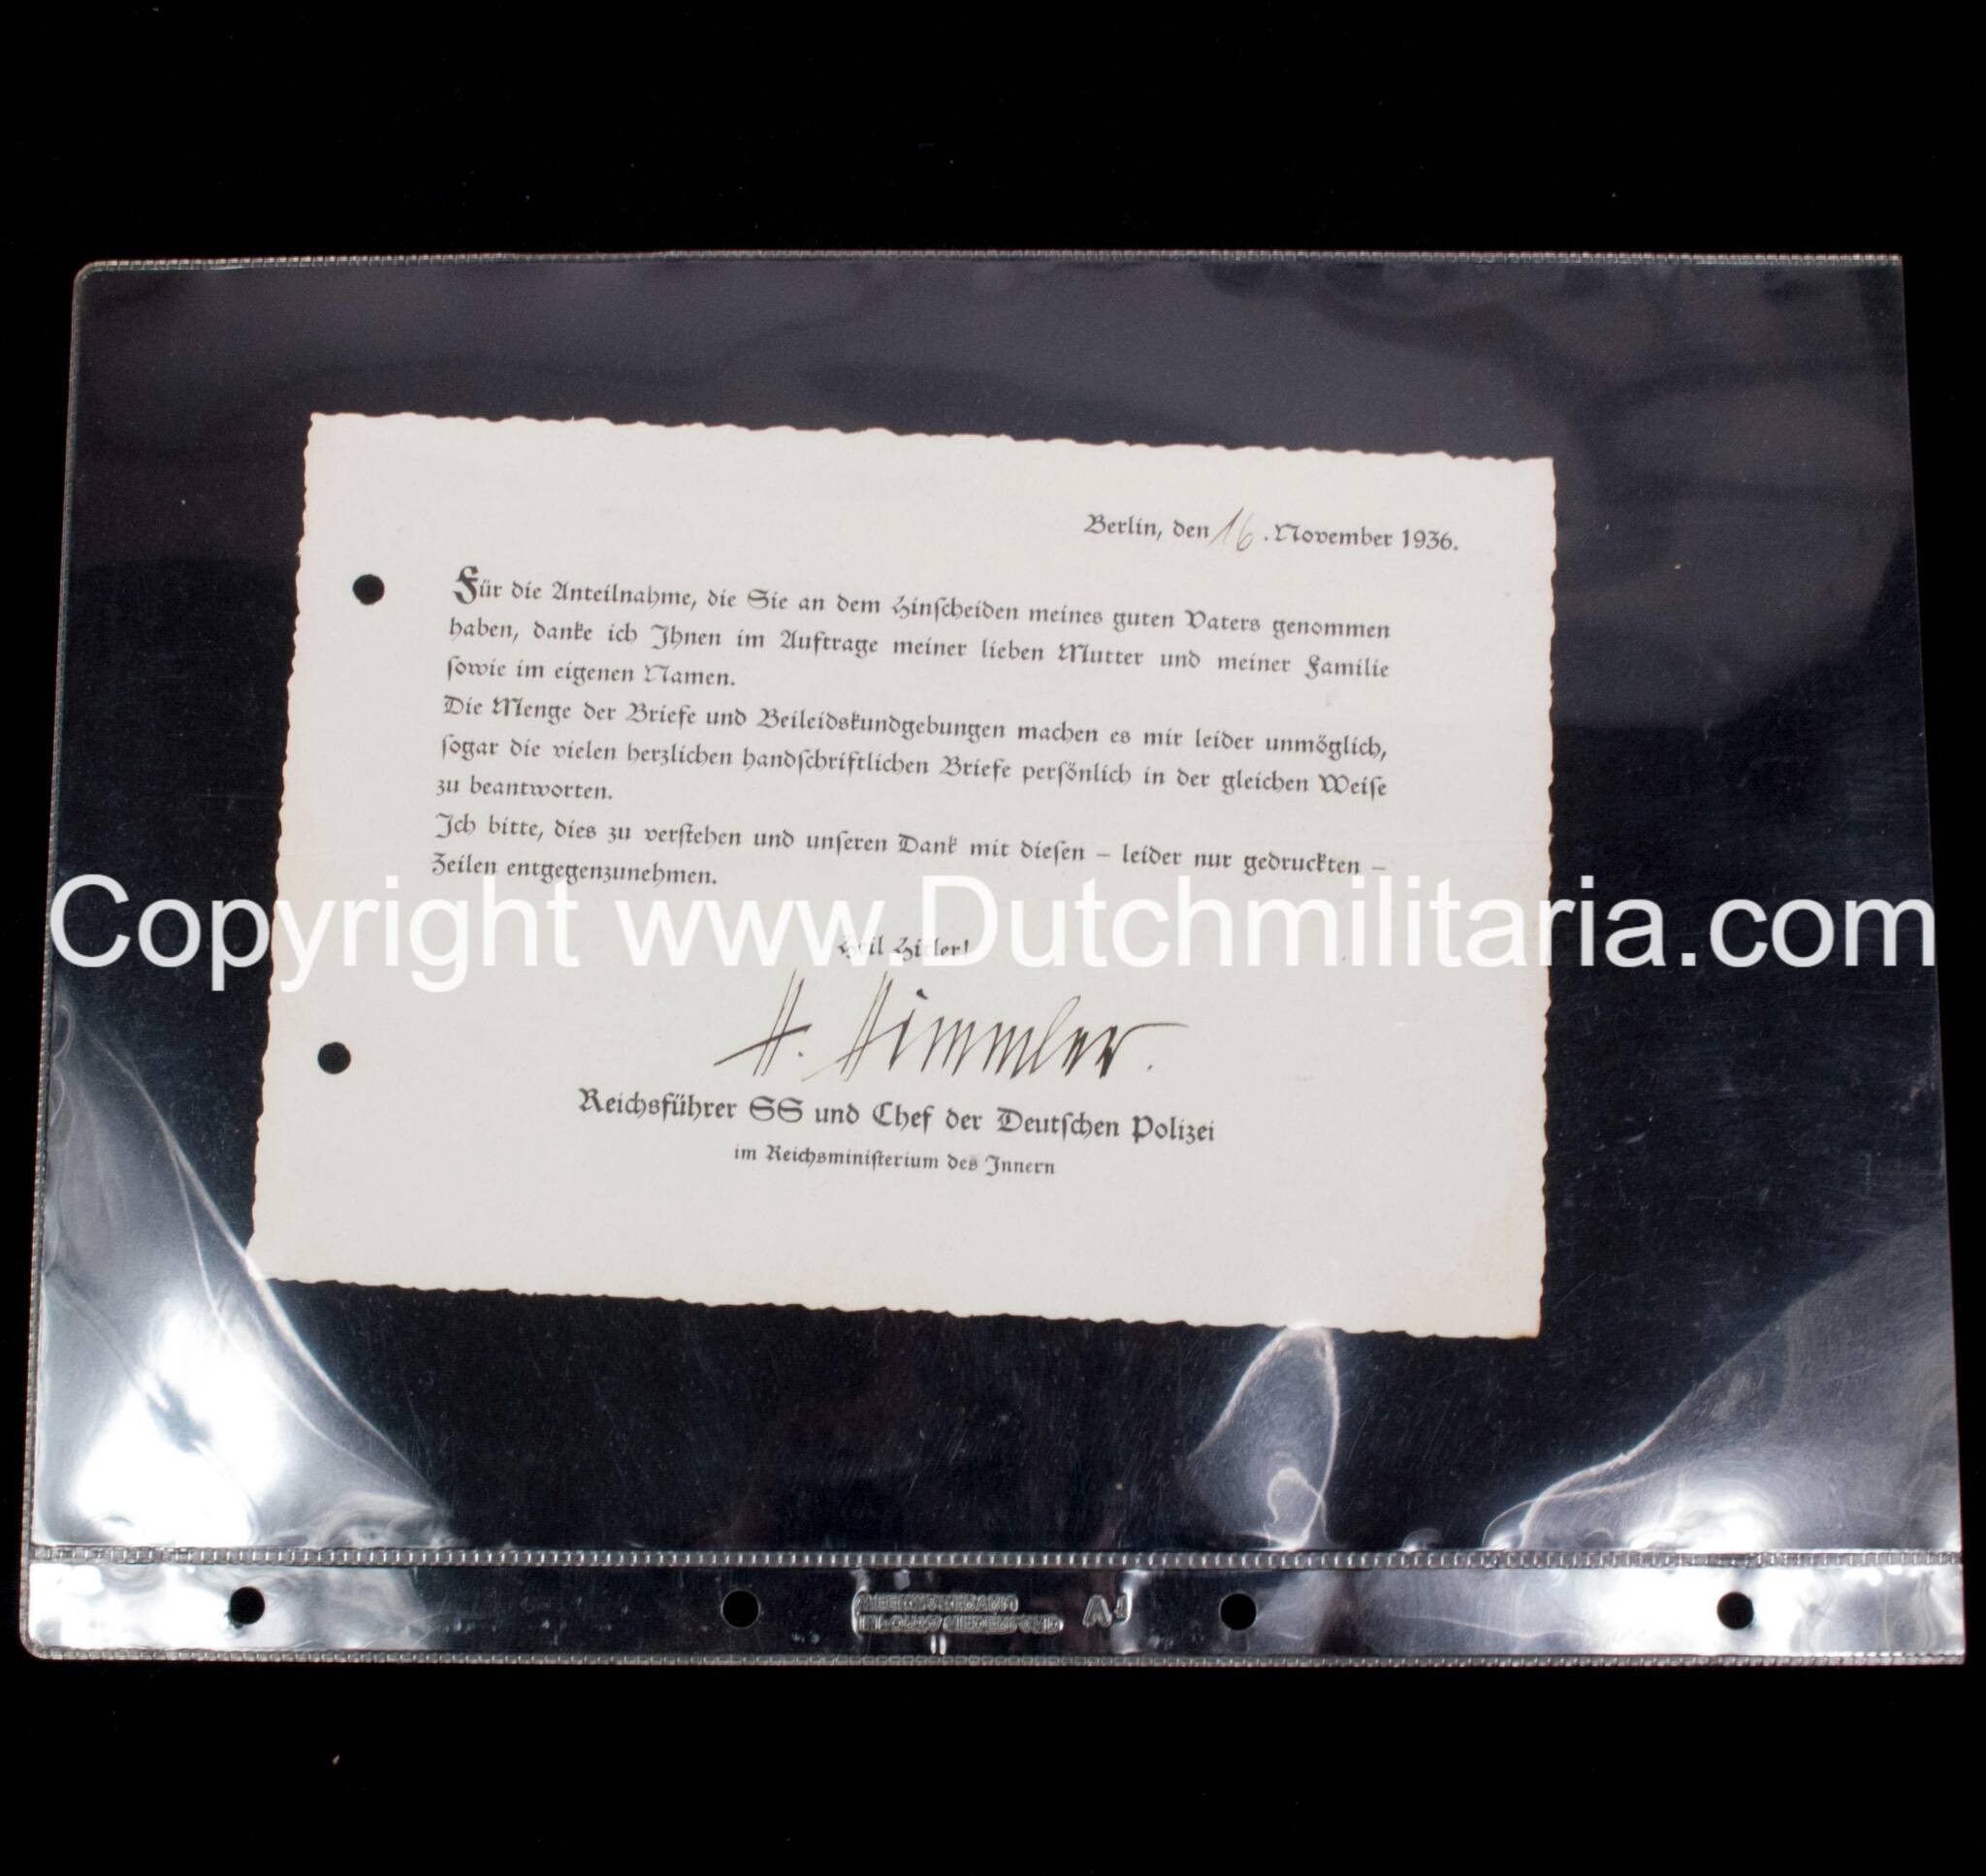 Berlin, den 16. November 1936.
Für die Anteilnahme, die Sie an dem Hinscheiden meines guten Vaters genommen
haben, danke ich Ihnen im Auftrage meiner lieben Mutter und meiner Familie
sowie im eigenen Namen.
Die Menge der Briefe und Beileidskundgebungen machen es mir leider unmöglich,
sogar die vielen herzlichen handschriftlichen Briefe persönlich in der gleichen Weise
zu beantworten.
Ich bitte, dies zu verstehen und unseren Dank mit diesen – leider nur gedruckten –
Zeilen entgegenzunehmen.
Copyright www.Dutchmilitaria.com
Heil Hitler!
H. Himmler.
Reichsführer SS und Chef der Deutschen Polizei
im Reichsministerium des Innern